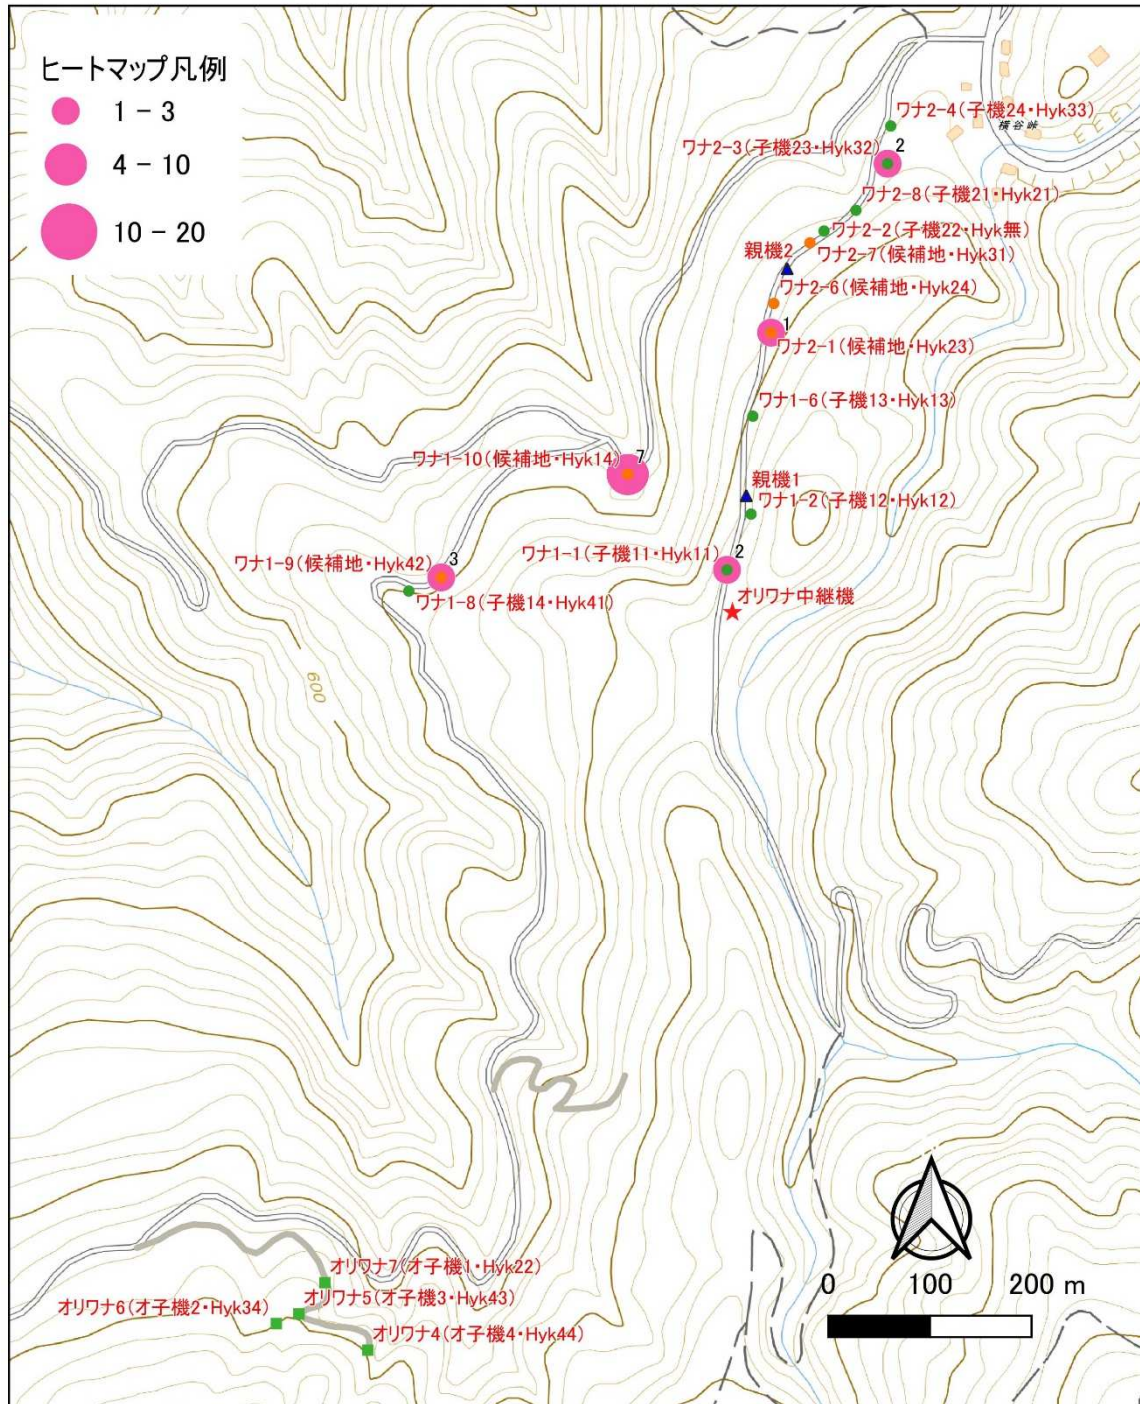 ヒートマップ凡例
1 - 3
4 - 10
10 - 20
ワナ2-4(子機24・Hyk33)
横谷峠
ワナ2-3(子機23・Hyk32)
2
ワナ2-8(子機21・Hyk21)
ワナ2-2(子機22・Hyk無)
親機2
ワナ2-7(候補地・Hyk31)
ワナ2-6(候補地・Hyk24)
1
ワナ2-1(候補地・Hyk23)
ワナ1-6(子機13・Hyk13)
ワナ1-10(候補地・Hyk14)
7
親機1
ワナ1-2(子機12・Hyk12)
ワナ1-1(子機11・Hyk11)
2
ワナ1-9(候補地・Hyk42)
3
ワナ1-8(子機14・Hyk41)
オリワナ中継機
600
オリワナ7(オ子機1・Hyk22)
オリワナ6(オ子機2・Hyk34)
オリワナ5(オ子機3・Hyk43)
オリワナ4(オ子機4・Hyk44)
0 100 200 m